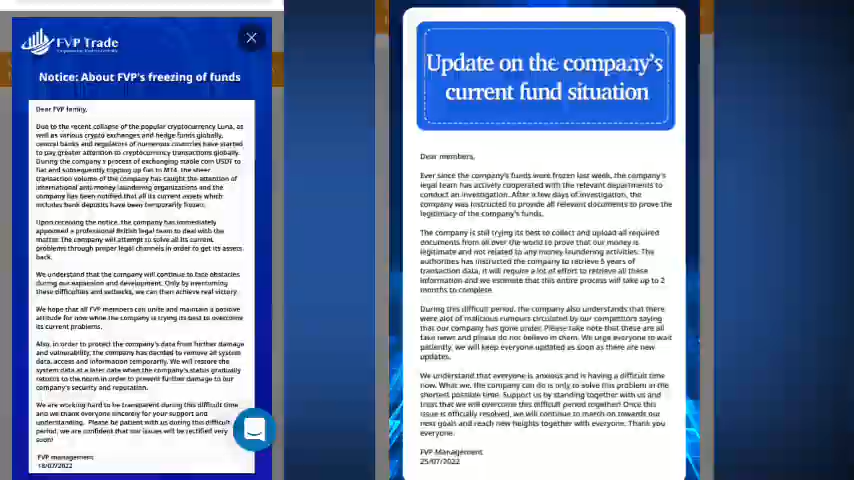 FVP Trade
Notice: About FVP's freezing of funds
Dear FVP family,
Due to the recent collapse of the popular cryptocurrency Luna, as
well as various crypto exchanges and hedge funds globally,
central banks and regulators of numerous countries have started
to pay greater attention to cryptocurrency transactions globally.
During the company's process of exchanging stable coin USDT to
fiat and subsequently topping up fiat to MT4, the sheer
transaction volume of the company has caught the attention of
international anti-money laundering organizations and the
company has been notified that all its current assets which
includes bank deposits have been temporarily frozen.
Upon receiving the notice, the company has immediately
appointed a professional British legal team to deal with the
matter. The company will attempt to solve all its current
problems through proper legal channels in order to get its assets
back.
We understand that the company will continue to face obstacles
during our expansion and development. Only by overcoming
these difficulties and setbacks, we can then achieve real victory.
We hope that all FVP members can unite and maintain a positive
attitude for now while the company is trying its best to overcome
its current problems.
Also, in order to protect the company's data from further damage
and vulnerability, the company has decided to remove all system
data, access and information temporarily. We will restore the
system data at a later date when the company's status gradually
returns to the norm in order to prevent further damage to our
company's security and reputation.
We are working hard to be transparent during this difficult time
and we thank everyone sincerely for your support and
understanding. Please be patient with us during this difficult
period, we are confident that our issues will be rectified very
soon!
FVP management
18/07/2022
Update on the company's
current fund situation
Dear members,
Ever since the company's funds were frozen last week, the company's
legal team has actively cooperated with the relevant departments to
conduct an investigation. After a few days of investigation, the
company was instructed to provide all relevant documents to prove the
legitimacy of the company's funds.
The company is still trying its best to collect and upload all required
documents from all over the world to prove that our money is
legitimate and not related to any money laundering activities. The
authorities has instructed the company to retrieve 5 years of
transaction data, it will require a lot of effort to retrieve all these
information and we estimate that this entire process will take up to 2
months to complete.
During this difficult period, the company also understands that there
were alot of malicious rumours circulated by our competitors saying
that our company has gone under. Please take note that these are all
fake news and please do not believe in them. We urge everyone to wait
patiently, we will keep everyone updated as soon as there are new
updates.
We understand that everyone is anxious and is having a difficult time
now. What we, the company can do is only to solve this problem in the
shortest possible time. Support us by standing together with us and
trust that we will overcome this difficult period together! Once this
issue is officially resolved, we will continue to march on towards our
next goals and reach new heights together with everyone. Thank you
everyone.
FVP Management
25/07/2022